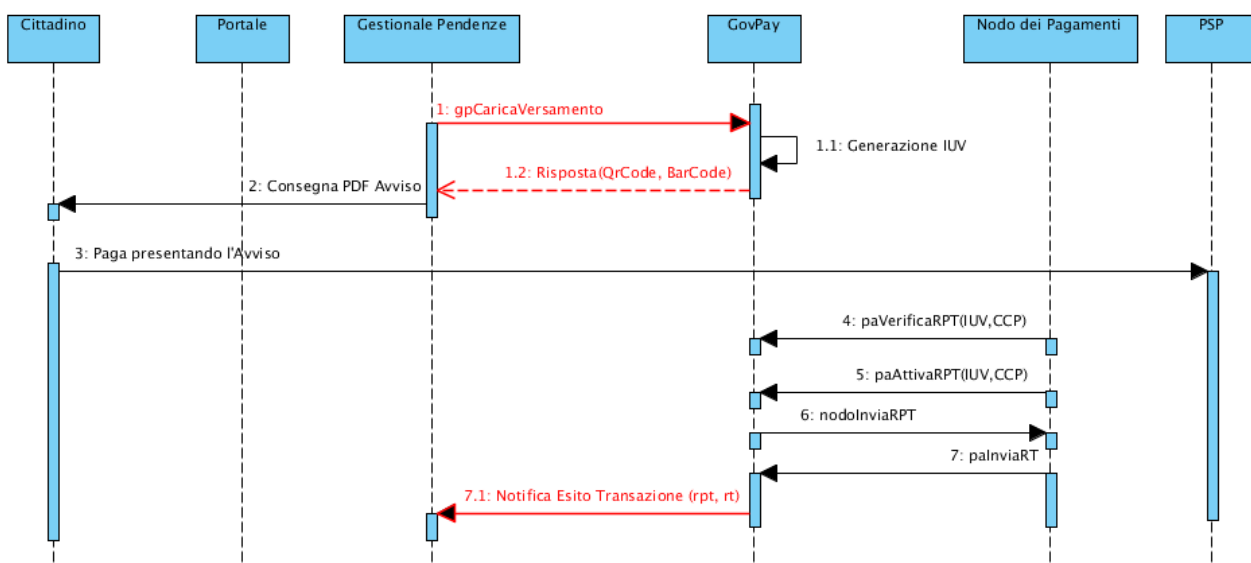 Cittadino
Portale
Gestionale Pendenze
GovPay
Nodo dei Pagamenti
PSP
1: gpCaricaVersamento
1.1: Generazione IUV
1.2: Risposta(QrCode, BarCode)
2: Consegna PDF Avviso
3: Paga presentando l'Avviso
4: paVerificaRPT(IUV,CCP)
5: paAttivaRPT(IUV,CCP)
6: nodoInviaRPT
7: paInviaRT
7.1: Notifica Esito Transazione (rpt, rt)